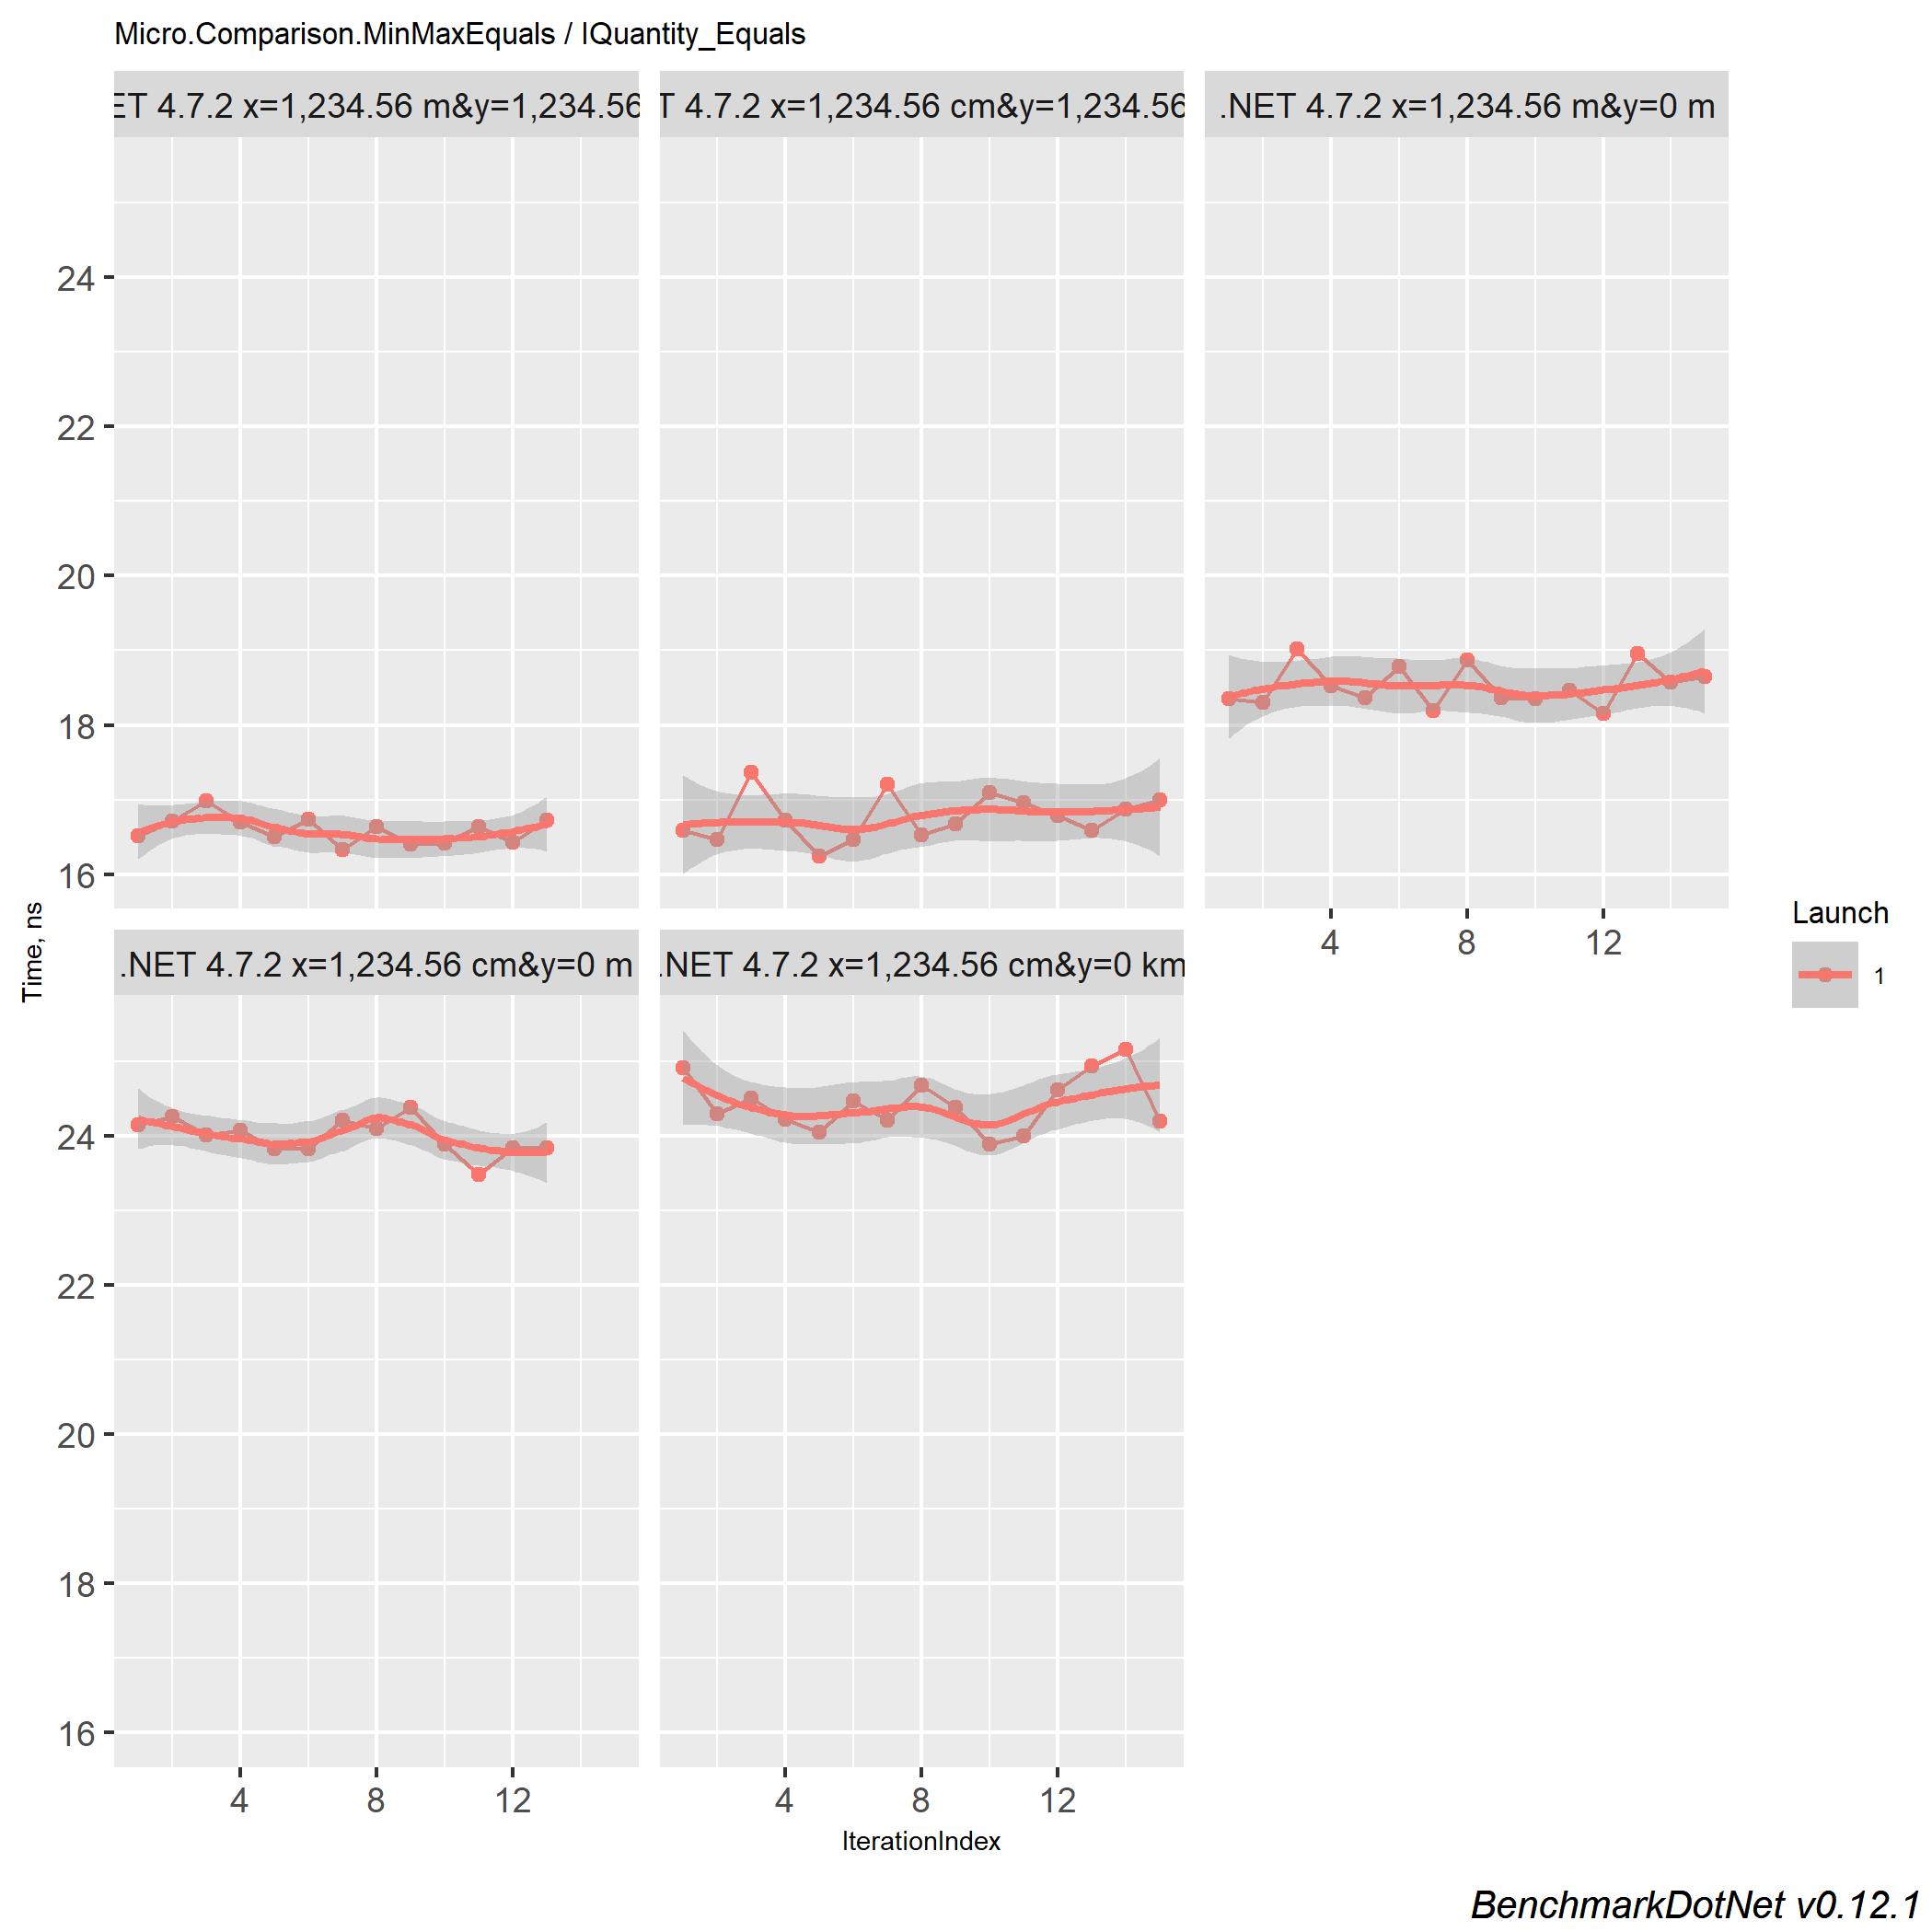 Micro.Comparison.MinMaxEquals / IQuantity_Equals
ET 4.7.2 x=1,234.56 m&y=1,234.56
T 4.7.2 x=1,234.56 cm&y=1,234.56
.NET 4.7.2 x=1,234.56 m&y=0 m
24
22
20
18
16
4
8
12
Time, ns
Launch
1
.NET 4.7.2 x=1,234.56 cm&y=0 m
.NET 4.7.2 x=1,234.56 cm&y=0 km
24
22
20
18
16
4
8
12
4
8
12
IterationIndex
BenchmarkDotNet v0.12.1